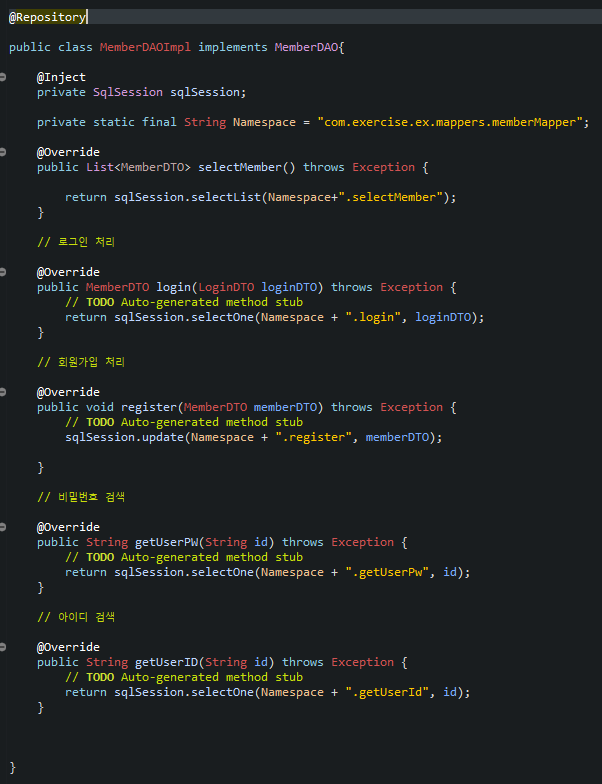 @Repository
public class MemberDAOImpl implements MemberDAO{
@Inject
private SqlSession sqlSession;
private static final String Namespace = "com.exercise.ex.mappers.memberMapper";
@Override
public List<MemberDTO> selectMember() throws Exception {
return sqlSession.selectList(Namespace+".selectMember");
}
// 로그인 처리
@Override
public MemberDTO login(LoginDTO loginDTO) throws Exception {
// TODO Auto-generated method stub
return sqlSession.selectOne(Namespace + ".login", loginDTO);
}
// 회원가입 처리
@Override
public void register(MemberDTO memberDTO) throws Exception {
// TODO Auto-generated method stub
sqlSession.update(Namespace + ".register", memberDTO);
}
// 비밀번호 검색
@Override
public String getUserPW(String id) throws Exception {
// TODO Auto-generated method stub
return sqlSession.selectOne(Namespace + ".getUserPw", id);
}
// 아이디 검색
@Override
public String getUserID(String id) throws Exception {
// TODO Auto-generated method stub
return sqlSession.selectOne(Namespace + ".getUserId", id);
}
}